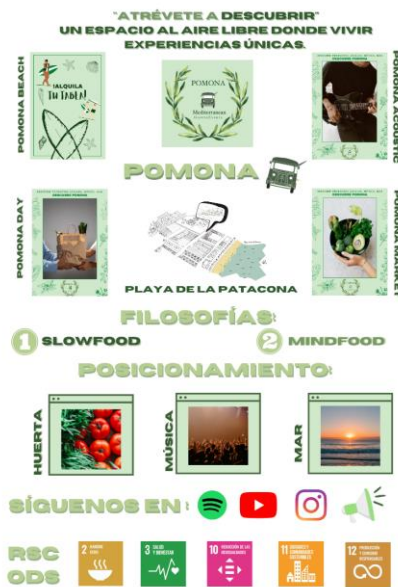 "ATRÉVETE A DESCUBRIR"
UN ESPACIO AL AIRE LIBRE DONDE VIVIR
EXPERIENCIAS ÚNICAS.
POMONA BEACH
¡ALQUILA
TU TABLA!
POMONA
Mediterranean
POMONA ACOUSTIC
POMONA
POMONA DAY
PLAYA DE LA PATACONA
POMONA MARKET
FILOSOFÍAS:
1 SLOWFOOD
2 MINDFOOD
POSICIONAMIENTO:
HUERTA
MÚSICA
MAR
SÍGUENOS EN:
RSC
ODS
2 HAMBRE
CERO
3 SALUD
Y BIENESTAR
10 REDUCCIÓN DE LAS
DESIGUALDADES
11 CIUDADES Y
COMUNIDADES
SOSTENIBLES
12 PRODUCCIÓN
Y CONSUMO
RESPONSABLES